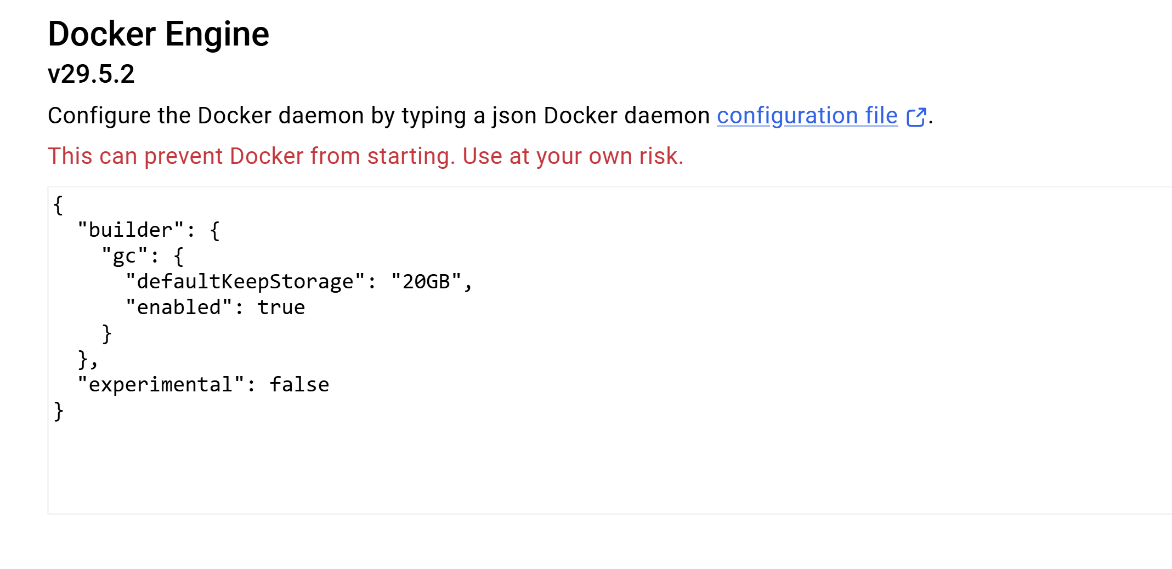 Docker Engine
v29.5.2
Configure the Docker daemon by typing a json Docker daemon configuration file.
This can prevent Docker from starting. Use at your own risk.
{
  "builder": {
    "gc": {
      "defaultKeepStorage": "20GB",
      "enabled": true
    }
  },
  "experimental": false
}